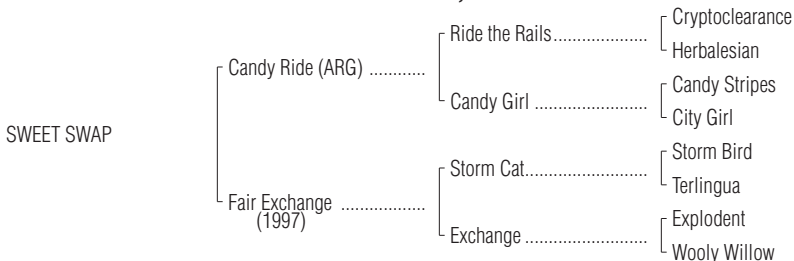 Cryptoclearance
Ride the Rails....................
Herbalesian
Candy Ride (ARG) ............
Candy Stripes
Candy Girl ........................
City Girl
SWEET SWAP
Storm Bird
Storm Cat..........................
Terlingua
Fair Exchange ..................
(1997)
Explodent
Exchange ..........................
Wooly Willow